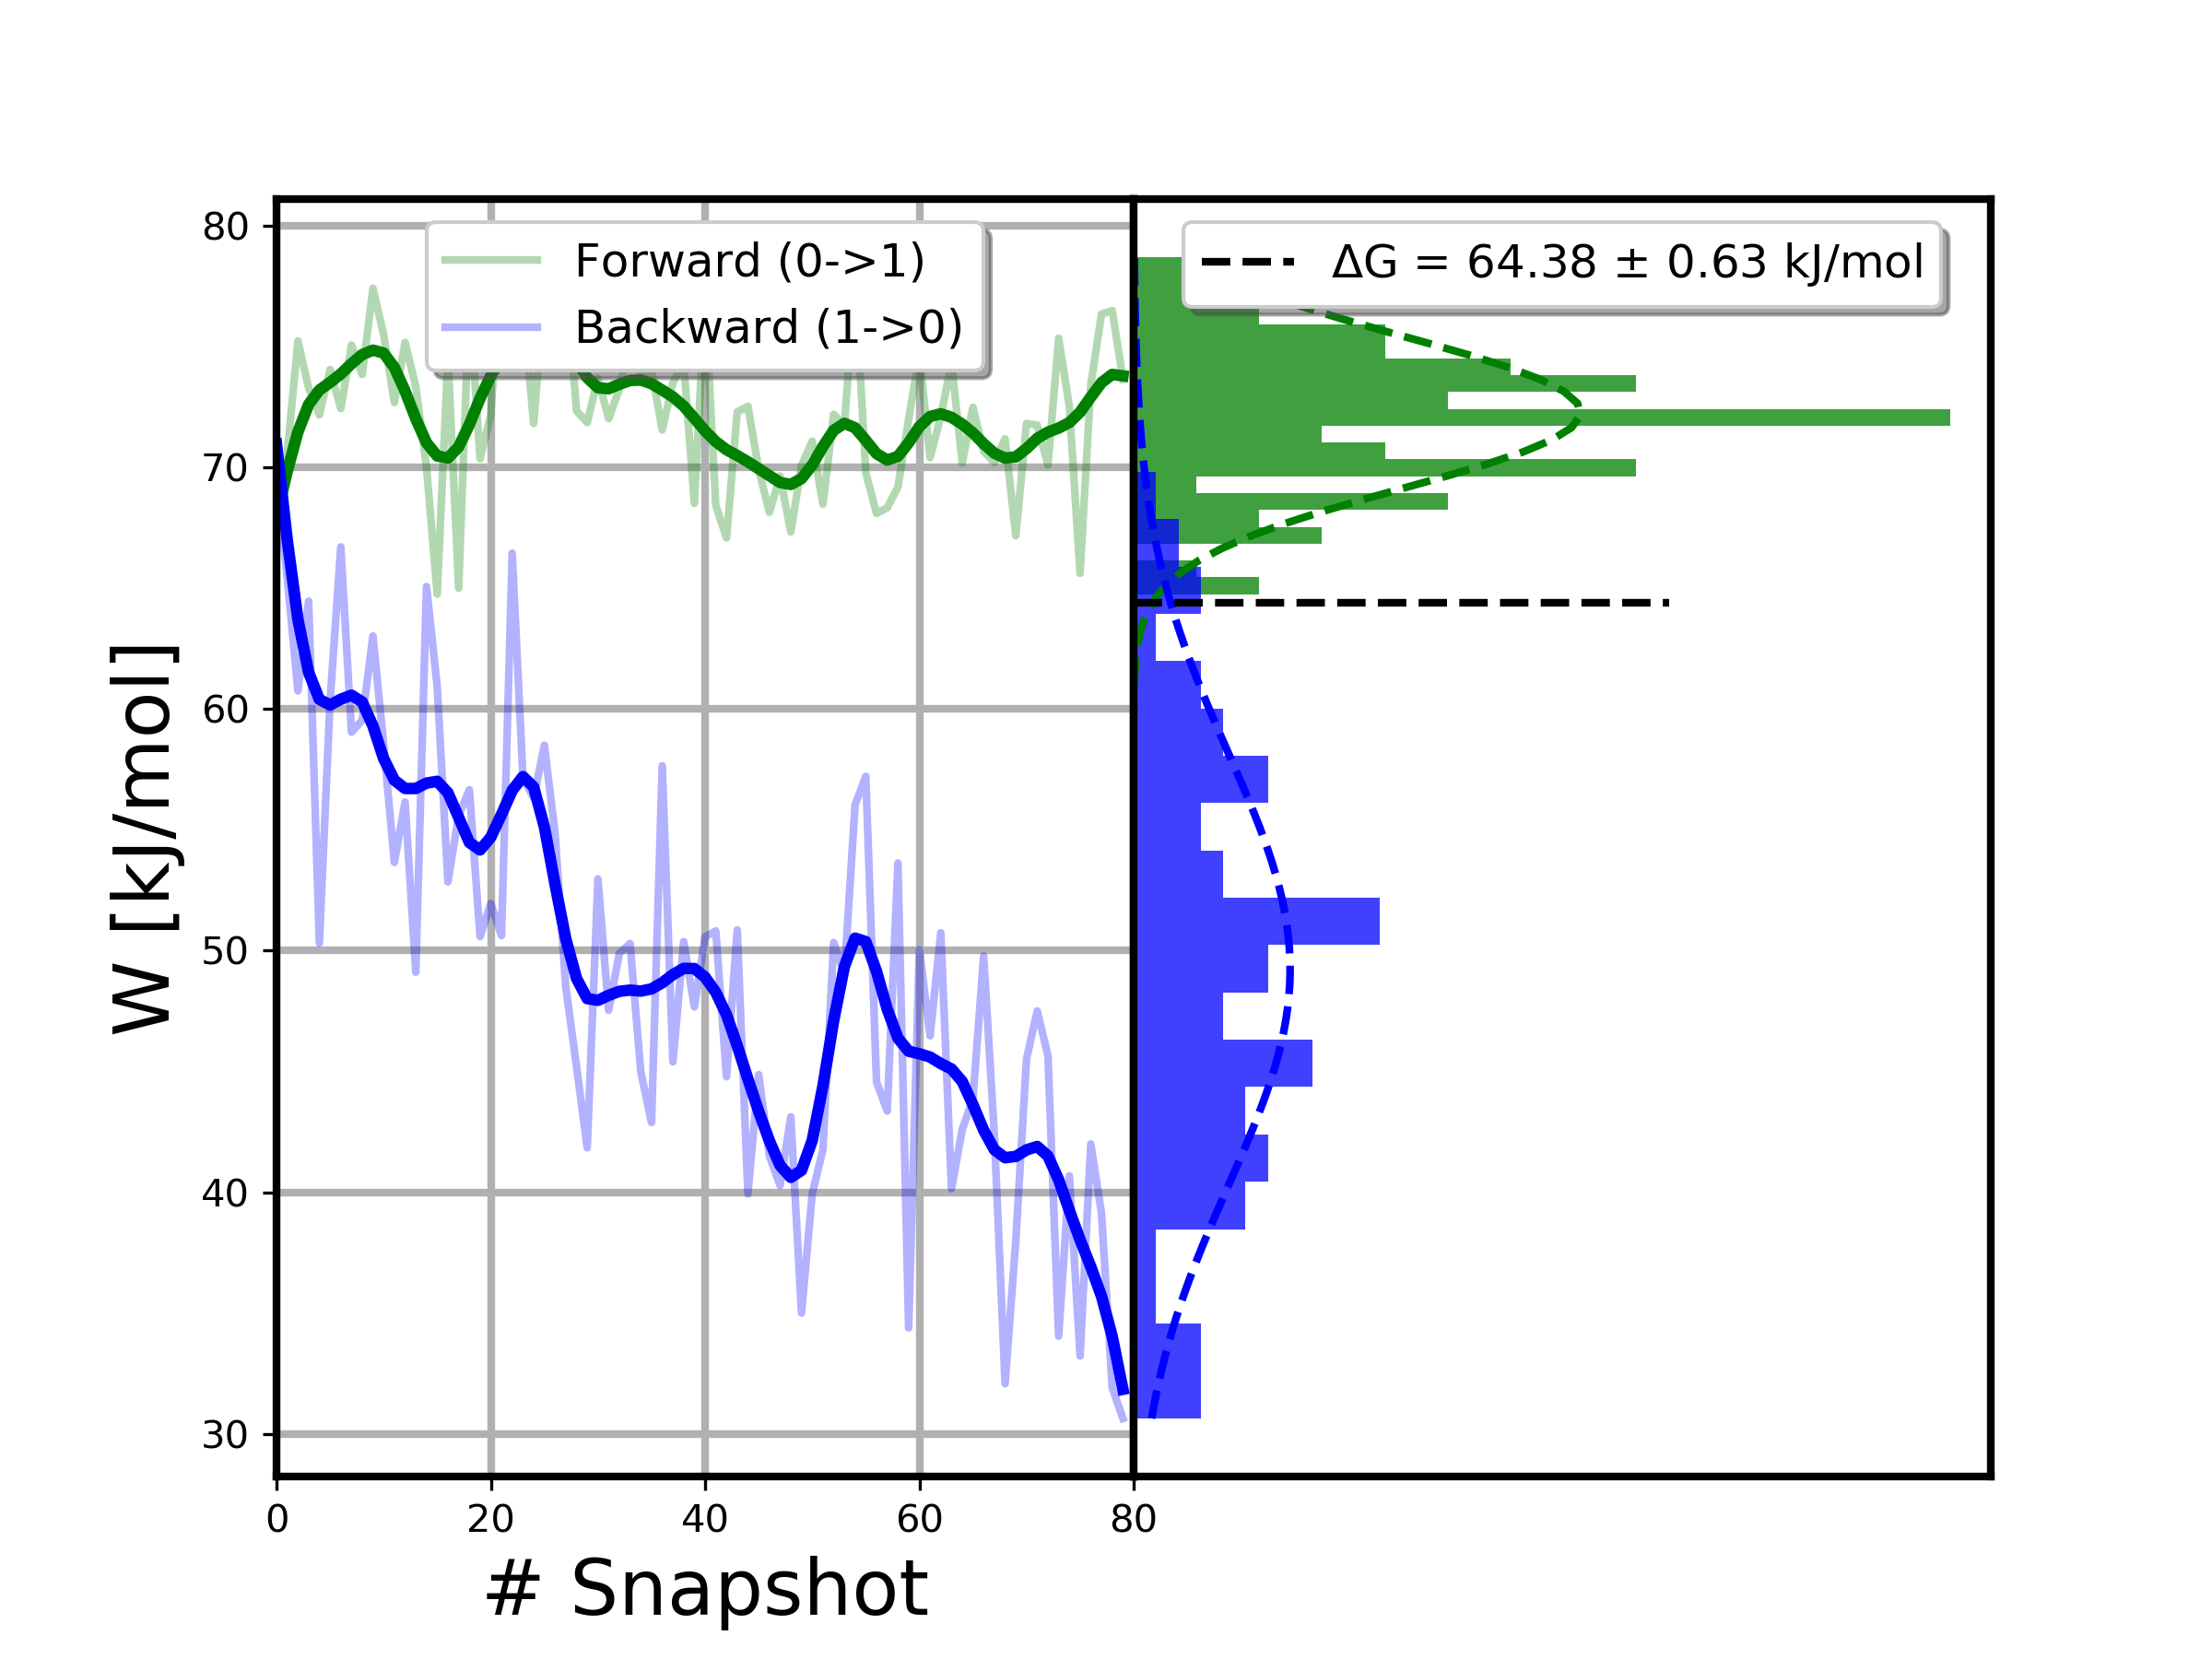 Forward (0->1)
Backward (1->0)
ΔG = 64.38 ± 0.63 kJ/mol
W [kJ/mol]
80
70
60
50
40
30
0 20 40 60 80
# Snapshot